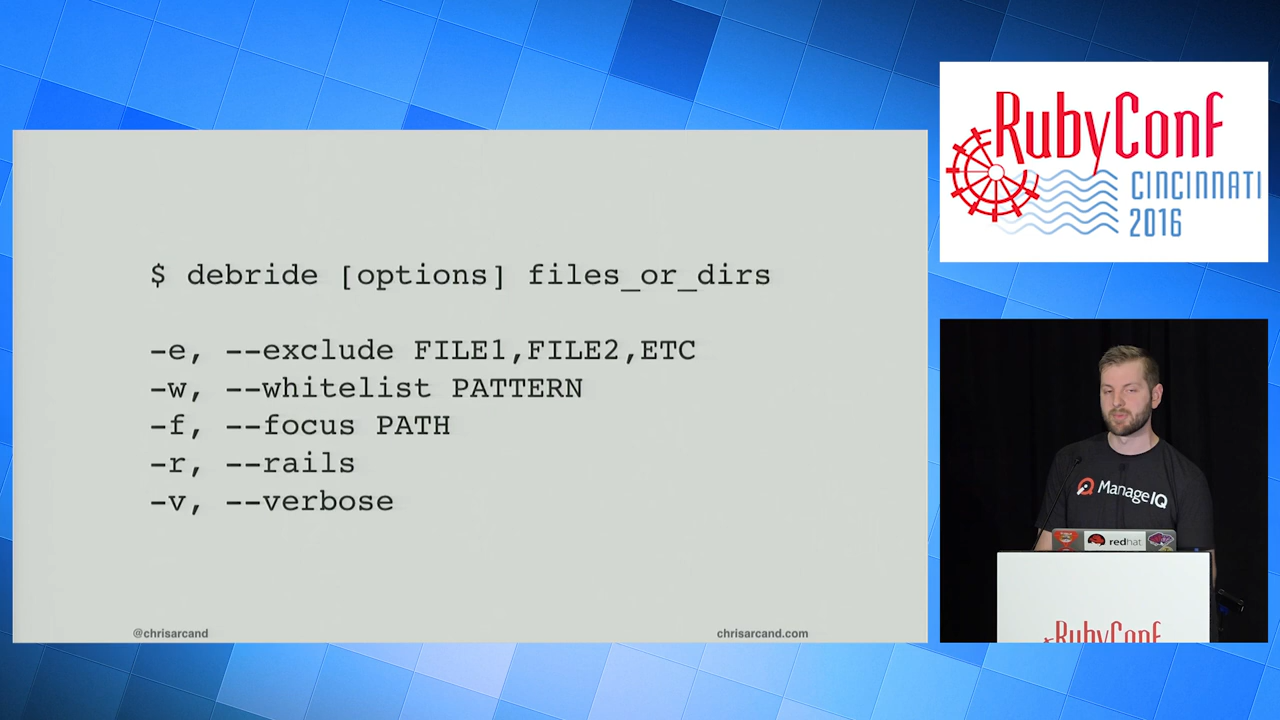 $ debride [options] files_or_dirs
-e, --exclude FILE1,FILE2,ETC
-w, --whitelist PATTERN
-f, --focus PATH
-r, --rails
-v, --verbose
@chrisarcand
chrisarcand.com
RubyConf
CINCINNATI
2016
ManageIQ
redhat
RubyConf